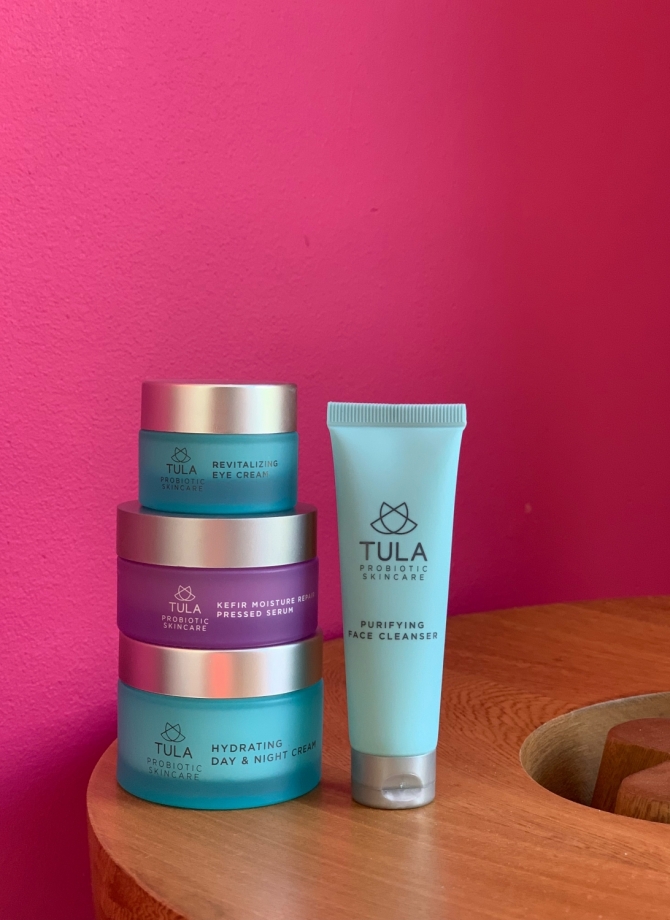 TULA
PROBIOTIC
SKINCARE
REVITALIZING
EYE CREAM
TULA
PROBIOTIC
SKINCARE
KEFIR MOISTURE REPAIR
PRESSED SERUM
TULA
PROBIOTIC
SKINCARE
HYDRATING
DAY & NIGHT CREAM
TULA
PROBIOTIC
SKINCARE
PURIFYING
FACE CLEANSER